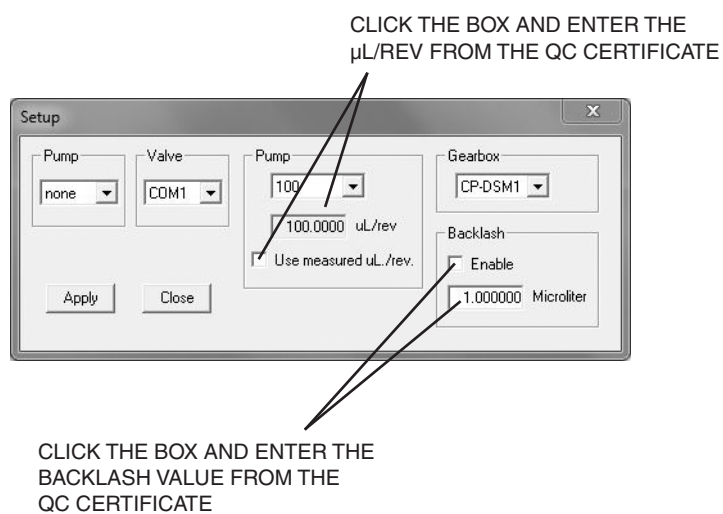 CLICK THE BOX AND ENTER THE
µL/REV FROM THE QC CERTIFICATE
Setup
X
Pump
none
Valve
COM1
Pump
100
100.0000 uL/rev
Use measured uL./rev.
Gearbox
CP-DSM1
Backlash
Enable
1.000000 Microliter
Apply
Close
CLICK THE BOX AND ENTER THE
BACKLASH VALUE FROM THE
QC CERTIFICATE